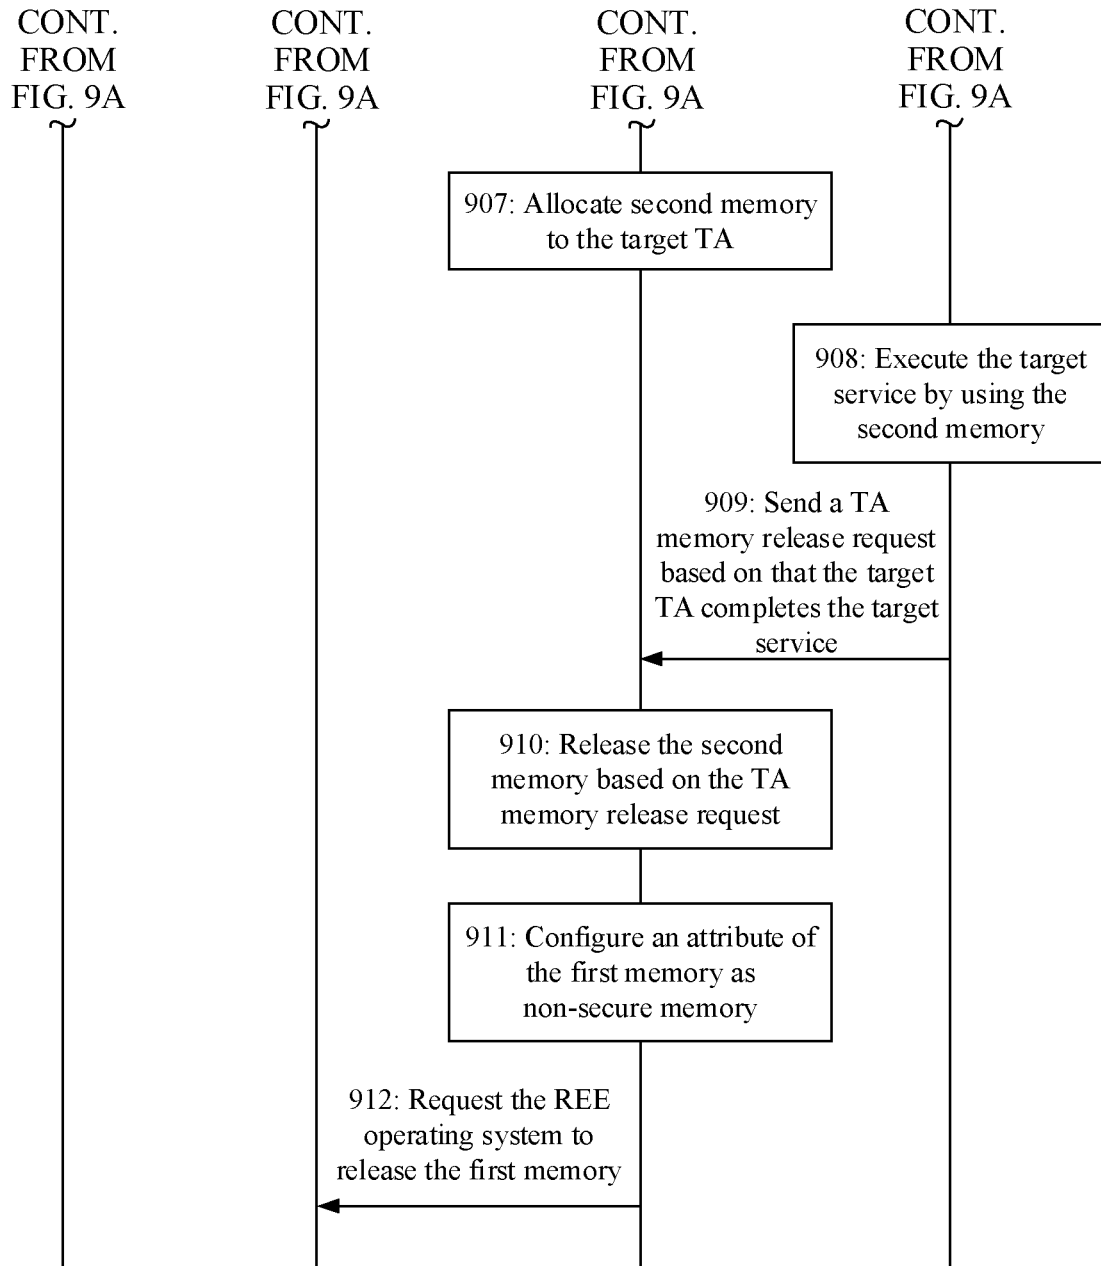 CONT.
FROM
FIG. 9A
CONT.
FROM
FIG. 9A
CONT.
FROM
FIG. 9A
CONT.
FROM
FIG. 9A
907: Allocate second memory
to the target TA
908: Execute the target
service by using the
second memory
909: Send a TA
memory release request
based on that the target
TA completes the target
service
910: Release the second
memory based on the TA
memory release request
911: Configure an attribute of
the first memory as
non-secure memory
912: Request the REE
operating system to
release the first memory